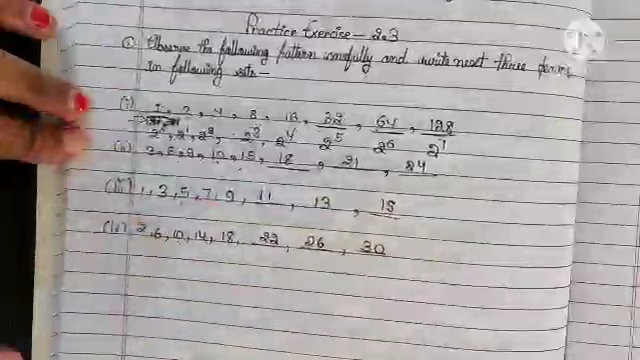 Practice Exercise - 2.3
① Observe the following pattern carefully and write next three
in following sets-
(i) 1, 2, 4, 8, 16, 32, 64, 128
2⁰, 2¹, 2², 2³, 2⁴ 2⁵ 2⁶ 2⁷
(ii) 3, 6, 9, 12, 15, 18, 21, 24
(iii) 1, 3, 5, 7, 9, 11, 13, 15
(iv) 2, 6, 10, 14, 18, 22, 26, 30